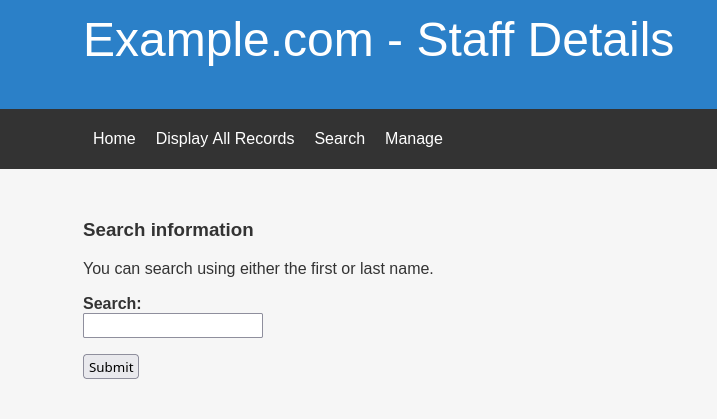 Example.com - Staff Details
Home Display All Records Search Manage
Search information
You can search using either the first or last name.
Search:
Submit